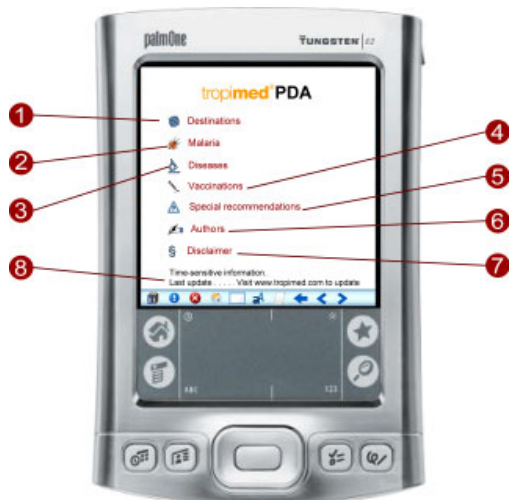 palmOne TUNGSTEN E2
tropimed® PDA
1 Destinations
2 Malaria 4
3 Diseases
Vaccinations 5
Special recommendations
Authors 6
§ Disclaimer 7
8 Time-sensitive information.
Last update . . . . . Visit www.tropimed.com to update
ABC 123